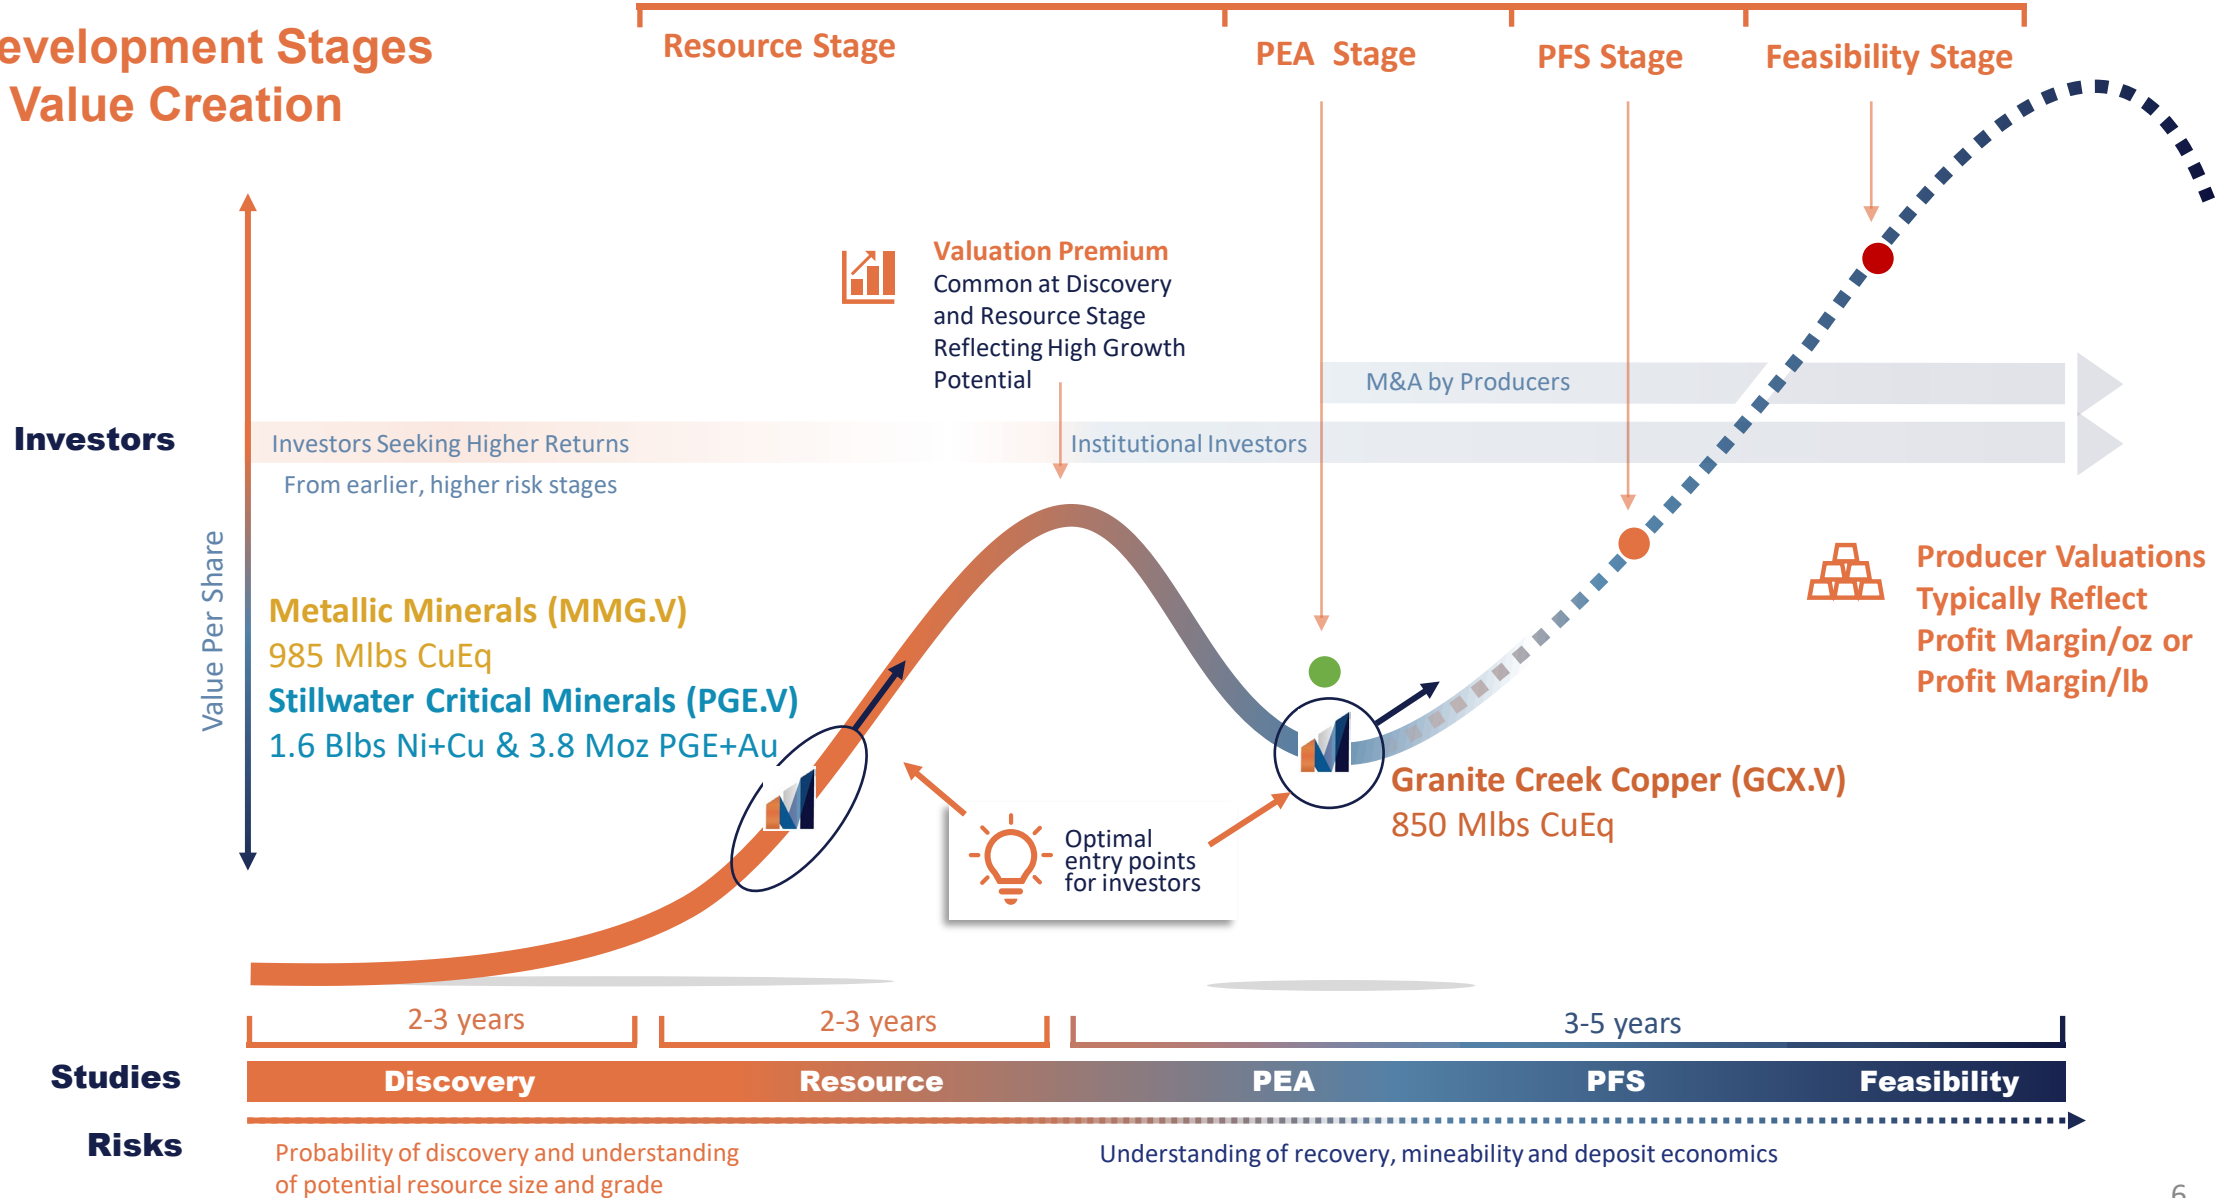 evelopment Stages
Value Creation
Resource Stage
PEA Stage
PFS Stage
Feasibility Stage
Valuation Premium
Common at Discovery
and Resource Stage
Reflecting High Growth
Potential
M&A by Producers
Investors
Investors Seeking Higher Returns
Institutional Investors
From earlier, higher risk stages
Value Per Share
Metallic Minerals (MMG.V)
985 Mlbs CuEq
Stillwater Critical Minerals (PGE.V)
1.6 Blbs Ni+Cu & 3.8 Moz PGE+Au
Producer Valuations
Typically Reflect
Profit Margin/oz or
Profit Margin/lb
Granite Creek Copper (GCX.V)
850 Mlbs CuEq
Optimal
entry points
for investors
2-3 years
2-3 years
3-5 years
Studies
Discovery
Resource
PEA
PFS
Feasibility
Risks
Probability of discovery and understanding
of potential resource size and grade
Understanding of recovery, mineability and deposit economics
6